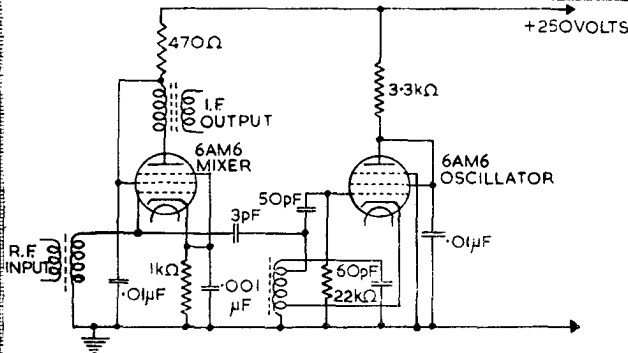 +250VOLTS
470Ω
3·3kΩ
I.F.
OUTPUT
6AM6
MIXER
6AM6
OSCILLATOR
50pF
3pF
R.F.
INPUT
·01µF
1kΩ
·001
µF
60pF
22kΩ
·01µF